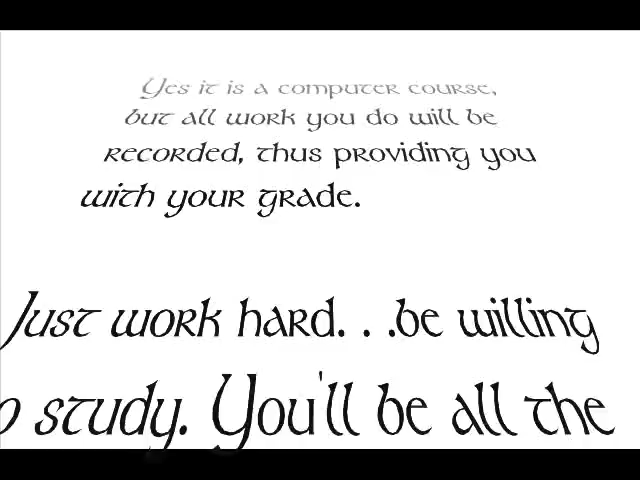 Yes it is a computer course,
but all work you do will be
recorded, thus providing you
with your grade.
Just work hard. . .be willing
o study. You'll be all the